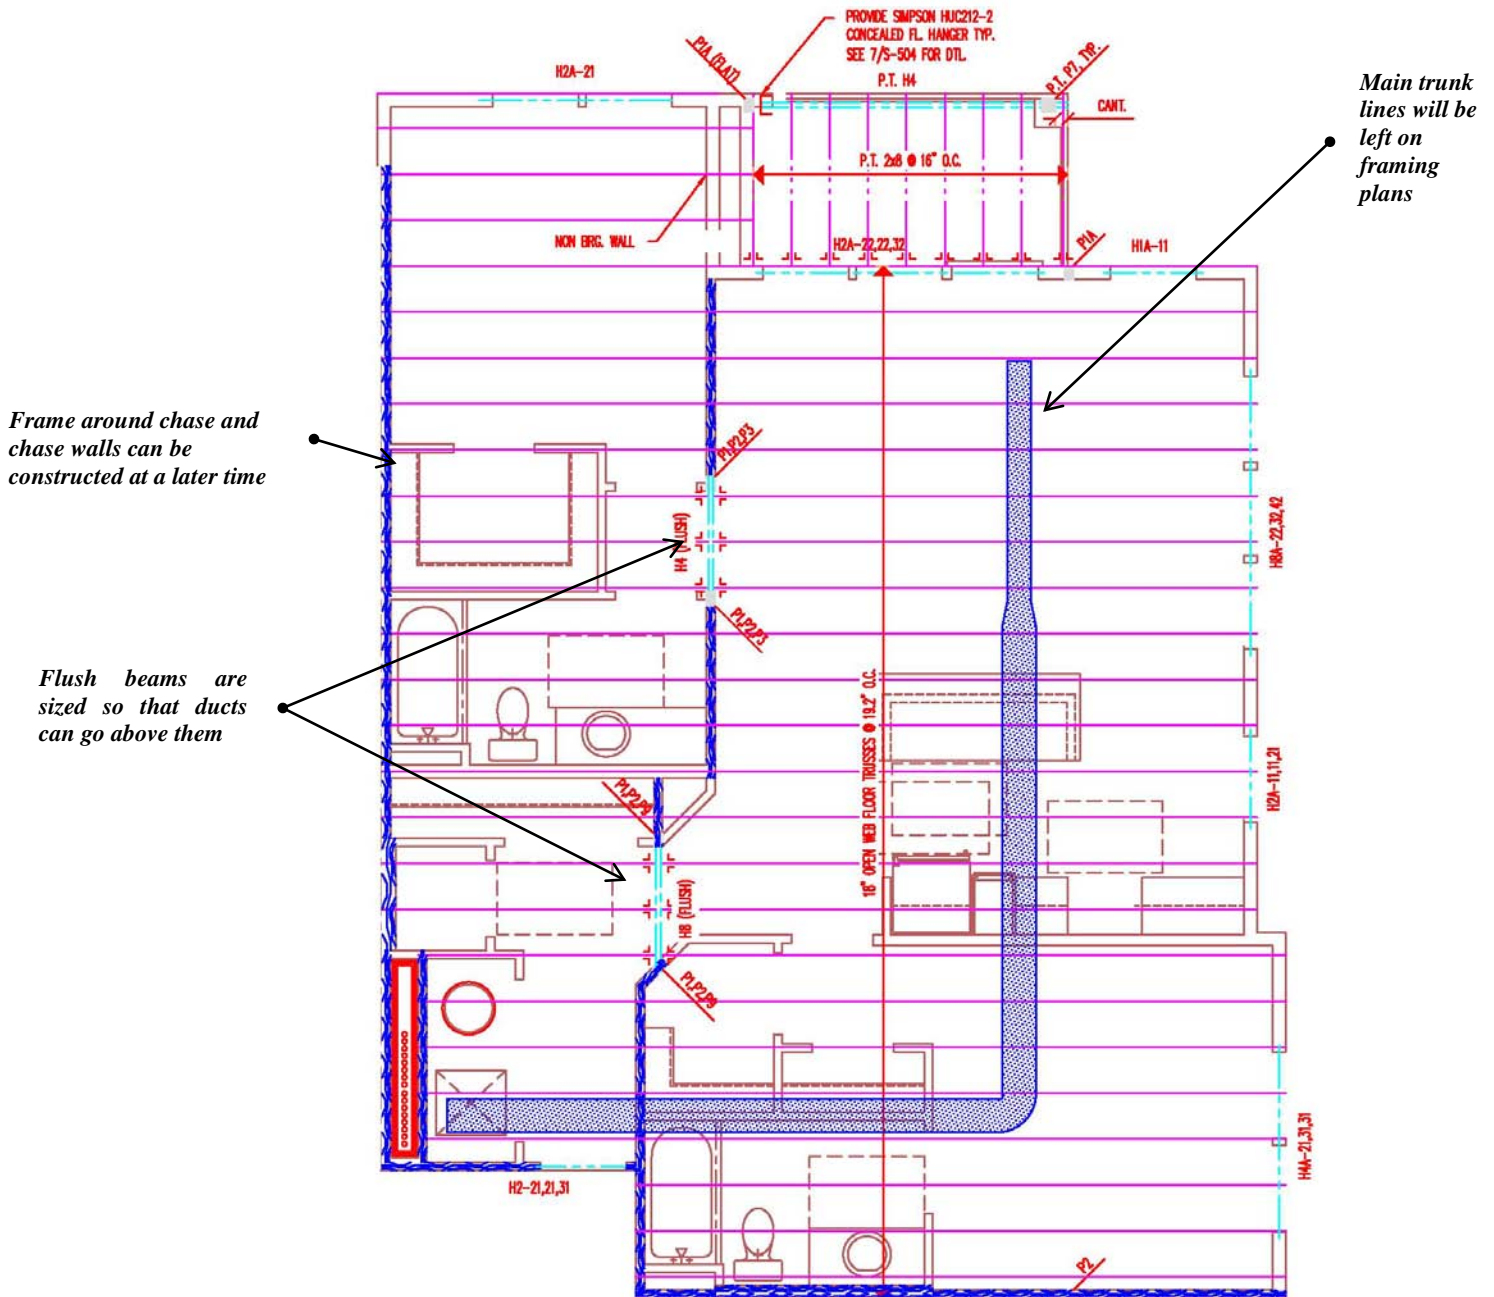 PROVIDE SIMPSON HUC212-2
CONCEALED FL. HANGER TYP.
SEE 7/S-504 FOR DTL.
P1A (FLAT)
H2A-21
P.T. H4
P.T. P7, TYP.
CANT.
Main trunk
lines will be
left on
framing
plans
P.T. 2x8 @ 16" O.C.
NON BRG. WALL
H2A-22,22,32
P1A
H1A-11
Frame around chase and
chase walls can be
constructed at a later time
P1,P2,P3
H4 (FLUSH)
H8A-22,32,42
P1,P2,P3
Flush beams are
sized so that ducts
can go above them
18" OPEN WEB FLOOR TRUSSES @ 19.2" O.C.
H2A-11,11,21
P1,P2,P9
H8 (FLUSH)
P1,P2,P9
H4A-21,31,31
H2-21,21,31
P2